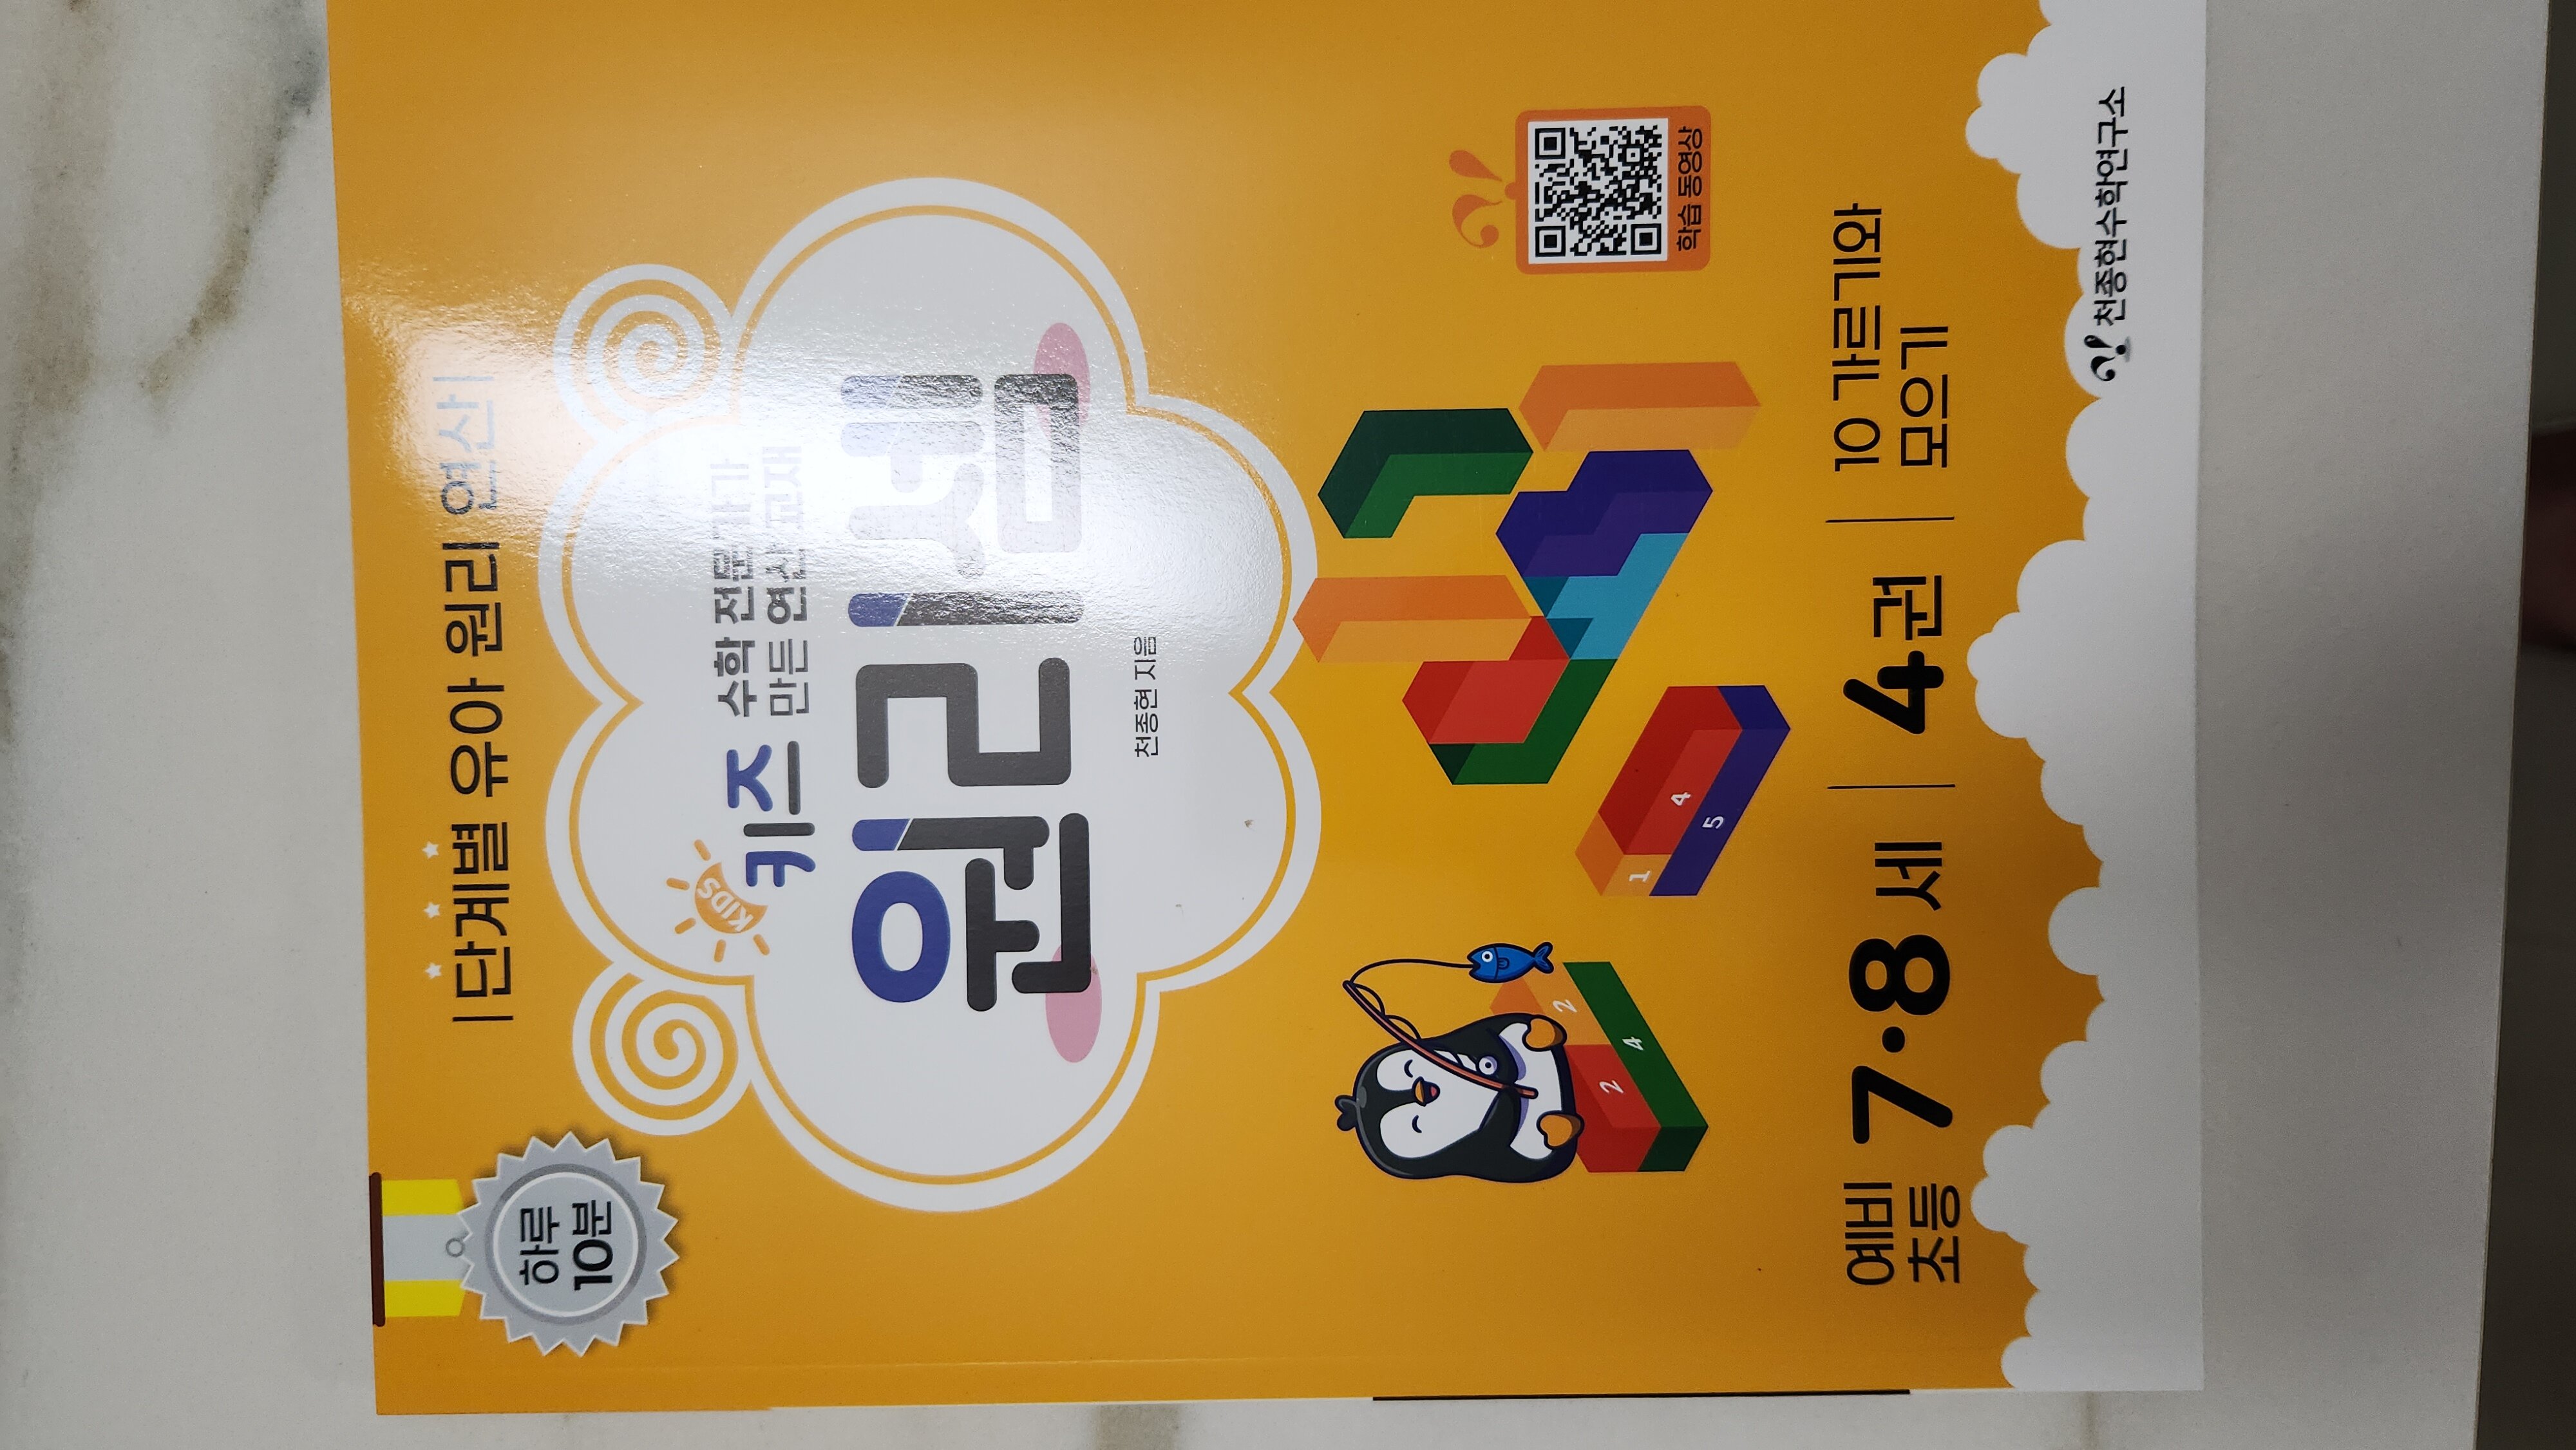 하루
10분
단계별 유아 원리 연산
KIDS
키즈
수학 전문가가
만든 연산 교재
원리셈
천종현 지음
학습 동영상
2
2
4
1
4
5
예비
초등
7·8세
4권
10 가르기와
모으기
천종현수학연구소